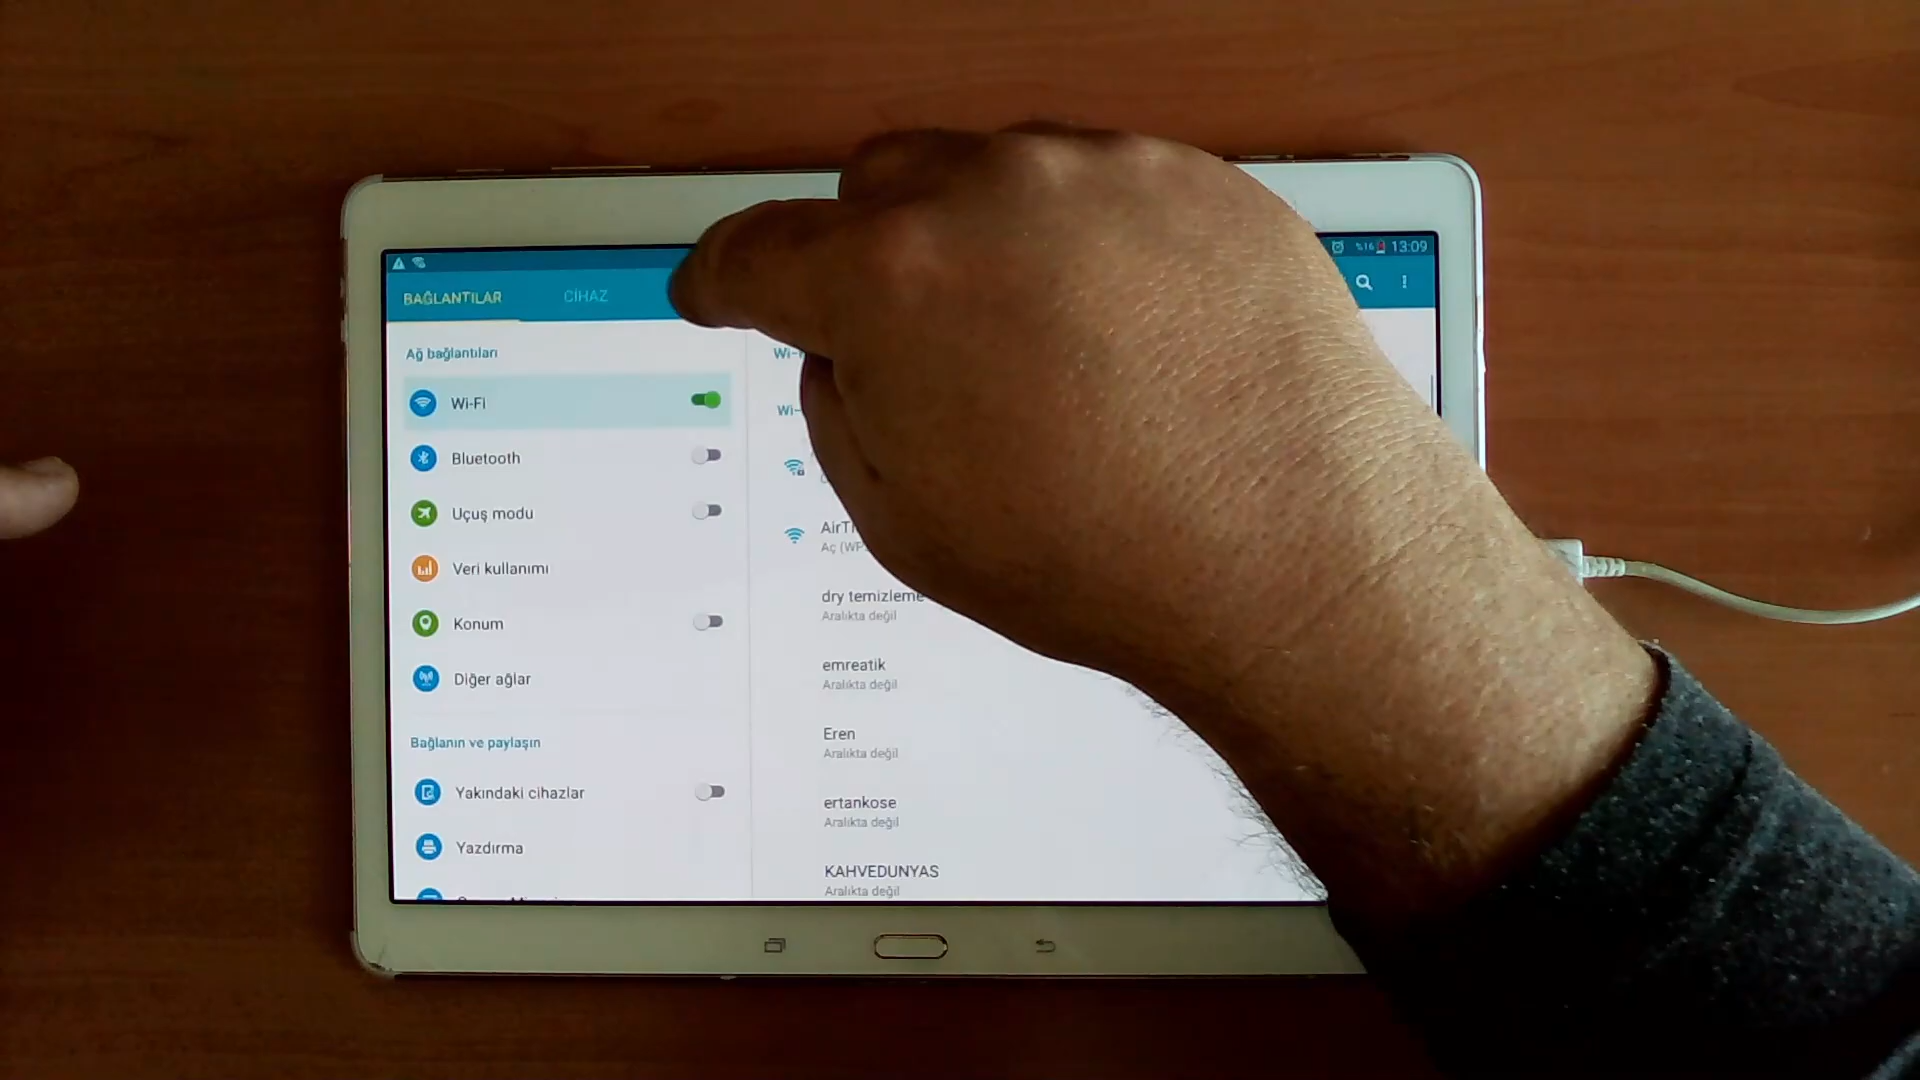 %16 13:09
BAĞLANTILAR CİHAZ
Ağ bağlantıları
Wi-Fi
Bluetooth
Uçuş modu
Veri kullanımı
Konum
Diğer ağlar
Bağlanın ve paylaşın
Yakındaki cihazlar
Yazdırma
dry temizleme
Aralıkta değil
emreatik
Aralıkta değil
Eren
Aralıkta değil
ertankose
Aralıkta değil
KAHVEDUNYAS
Aralıkta değil